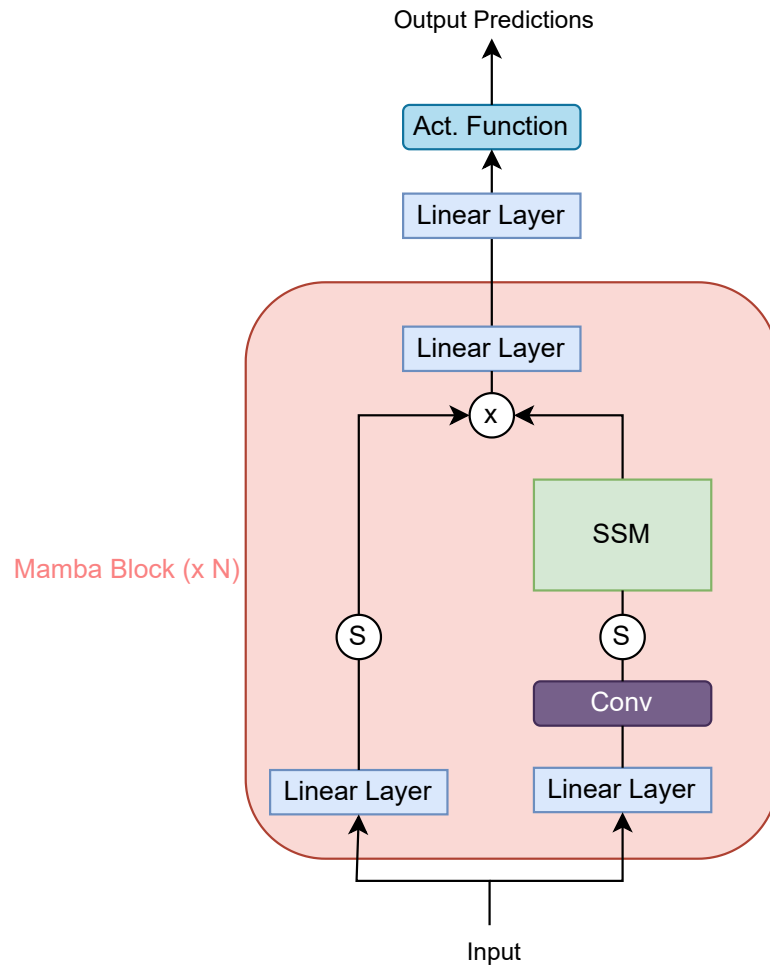 Output Predictions
Act. Function
Linear Layer
Linear Layer
x
SSM
Mamba Block (x N)
S
S
Conv
Linear Layer
Linear Layer
Input